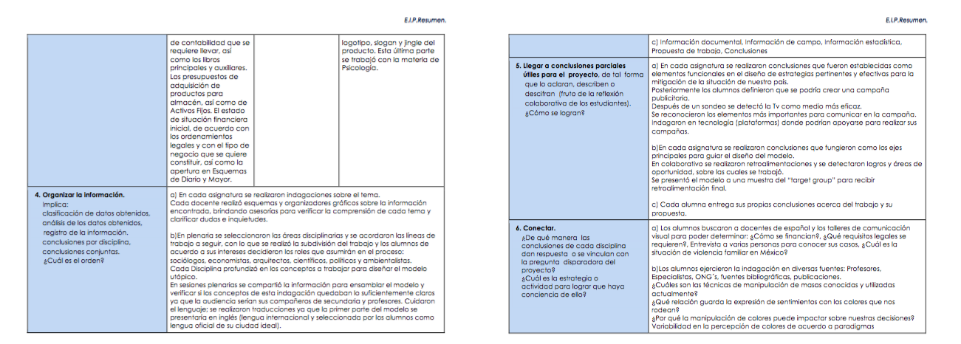 E.I.P.Resumen.
de contabilidad que se
requiere llevar, así
como los libros
principales y auxiliares.
Los presupuestos de
adquisición de
productos para
almacén, así como de
Activos Fijos. El estado
de situación financiera
inicial, de acuerdo con
los ordenamientos
legales y con el tipo de
negocio que se quiere
constituir, así como la
apertura en Esquemas
de Diario y Mayor.
logotipo, slogan y jingle del
producto. Esta última parte
se trabajó con la materia de
Psicología.
4. Organizar la información.
Implica:
clasificación de datos obtenidos,
análisis de los datos obtenidos,
registro de la información,
conclusiones por disciplina,
conclusiones conjuntas.
¿Cuál es el orden?
a) En cada asignatura se realizaron indagaciones sobre el tema.
Cada docente realizó esquemas y organizadores gráficos sobre la información
encontrada, brindando asesorías para verificar la comprensión de cada tema y
clarificar dudas e inquietudes.
b)En plenaria se seleccionaron las áreas disciplinarias y se acordaron las líneas de
trabajo a seguir, con la que se realizó la subdivisión del trabajo y los alumnos de
acuerdo a sus intereses decidieron los roles que asumirán en el proceso:
sociólogos, economistas, arquitectos, científicos, políticos y ambientalistas.
Cada Disciplina profundizó en los conceptos a trabajar para diseñar el modelo
utópico.
En sesiones plenarias se compartió la información para ensamblar el modelo y
verificar si los conceptos de esta indagación quedaban lo suficientemente claros
ya que la audiencia serían sus compañeros de secundaria y profesores. Cuidaron
el lenguaje; se realizaron traducciones ya que la primer parte del modelo se
presentaría en inglés (lengua internacional y seleccionada por los alumnos como
lengua oficial de su ciudad ideal).
E.I.P.Resumen.
c) Información documental, Información de campo, Información estadística.
Propuesta de trabajo, Conclusiones
5. Llegar a conclusiones parciales
útiles para el proyecto, de tal forma
que lo aclaran, describen o
descifran (fruto de la reflexión
colaborativa de los estudiantes).
¿Cómo se logran?
a) En cada asignatura se realizaron conclusiones que fueron establecidas como
elementos funcionales en el diseño de estrategias pertinentes y efectivas para la
mitigación de la situación de nuestro país.
Posteriormente los alumnos definieron que se podría crear una campaña
publicitaria.
Después de un sondeo se detectó la Tv como medio más eficaz.
Se reconocieron los elementos más importantes para comunicar en la campaña.
Indagaron en tecnología (plataformas) donde podrían apoyarse para realizar sus
campañas.
b)En cada asignatura se realizaron conclusiones que fungieron como los ejes
principales para guiar el diseño del modelo.
En colaborativo se realizaron retroalimentaciones y se detectaron logros y áreas de
oportunidad, sobre las cuales se trabajó.
Se presentó el modelo a una muestra del "target group" para recibir
retroalimentación final.
c) Cada alumno entrega sus propias conclusiones acerca del trabajo y su
propuesta.
6. Conectar.
¿De qué manera las
conclusiones de cada disciplina
dan respuesta o se vinculan con
la pregunta disparadora del
proyecto?
¿Cuál es la estrategia o
actividad para lograr que haya
conciencia de ello?
a) Los alumnos buscaron a docentes de español y los talleres de comunicación
visual para poder determinar: ¿Cómo se financian?, ¿Qué requisitos legales se
requieren?, Entrevista a varias personas para conocer sus casos, ¿Cuál es la
situación de violencia familiar en México?
b)Los alumnos ejercieron la indagación en diversas fuentes: Profesores,
Especialistas, ONG's, fuentes bibliográficas, publicaciones.
¿Cuáles son las técnicas de manipulación de masas conocidas y utilizadas
actualmente?
¿Qué relación guarda la expresión de sentimientos con los colores que nos
rodean?
¿Por qué la manipulación de colores puede impactar sobre nuestras decisiones?
Variabilidad en la percepción de colores de acuerdo a paradigmas